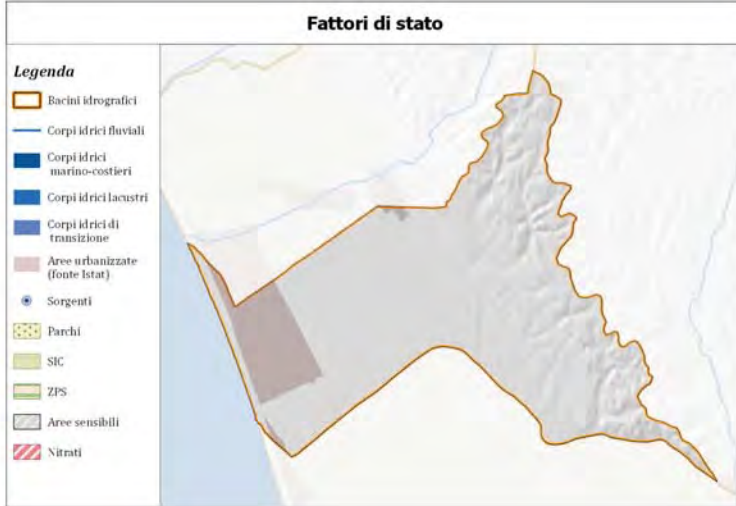 Fattori di stato
Legenda
Bacini idrografici
Corpi idrici fluviali
Corpi idrici
marino-costieri
Corpi idrici lacustri
Corpi idrici di
transizione
Aree urbanizzate
(fonte Istat)
Sorgenti
Parchi
SIC
ZPS
Aree sensibili
Nitrati